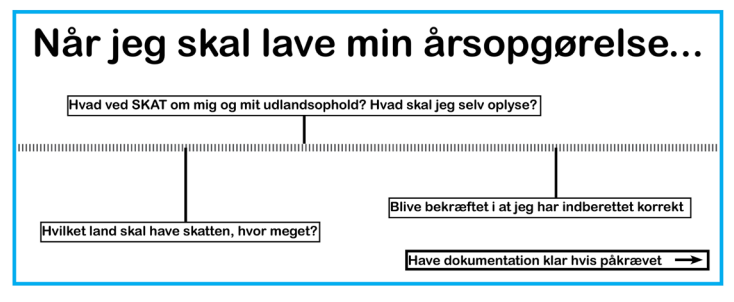 Når jeg skal lave min årsopgørelse...
Hvad ved SKAT om mig og mit udlandsophold? Hvad skal jeg selv oplyse?
Hvilket land skal have skatten, hvor meget?
Blive bekræftet i at jeg har indberettet korrekt
Have dokumentation klar hvis påkrævet